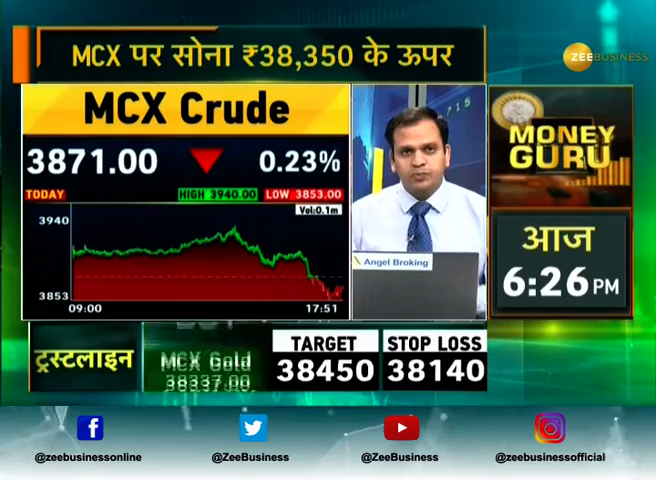 MCX पर सोना ₹38,350 के ऊपर
ZEEBUSINESS
MCX Crude
3871.00 0.23%
TODAY HIGH 3940.00 LOW 3853.00
Vol:0.1m
3940
3853
09:00 17:51
715
Angel Broking
MONEY
GURU
आज
6:26 PM
ट्रस्टलाइन
MCX Gold
38337.00
TARGET
38450
STOP LOSS
38140
@zeebusinessonline
@ZeeBusiness
@ZeeBusiness
@zeebusinessofficial